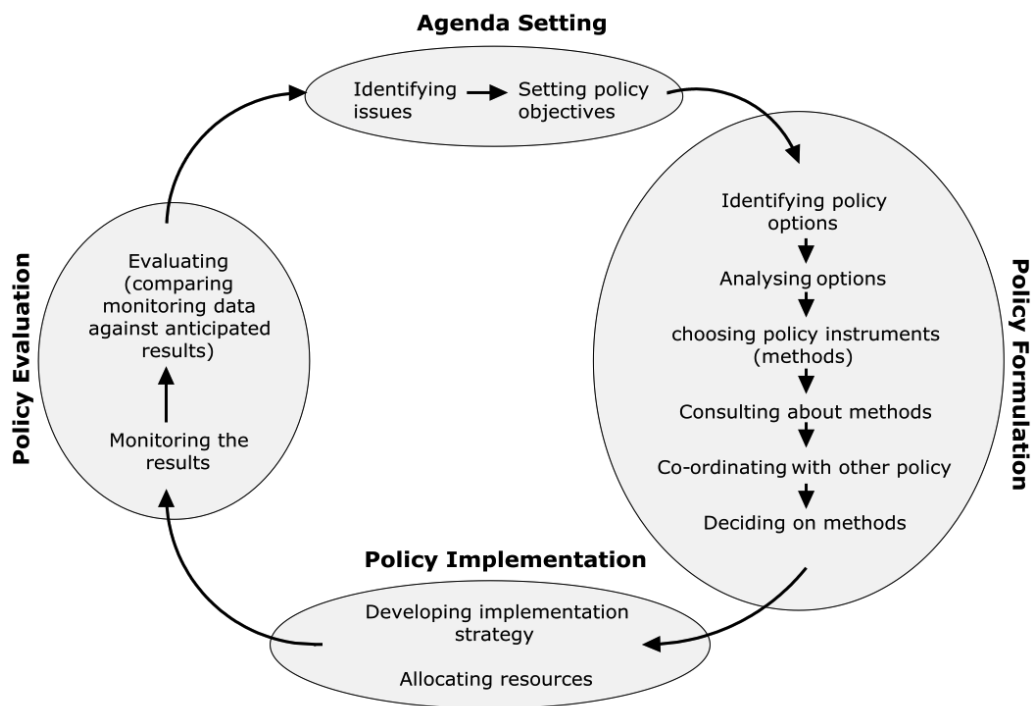 Agenda Setting
Identifying
issues
Setting policy
objectives
Policy Formulation
Identifying policy
options
Analysing options
choosing policy instruments
(methods)
Consulting about methods
Co-ordinating with other policy
Deciding on methods
Policy Implementation
Developing implementation
strategy
Allocating resources
Policy Evaluation
Evaluating
(comparing
monitoring data
against anticipated
results)
Monitoring the
results